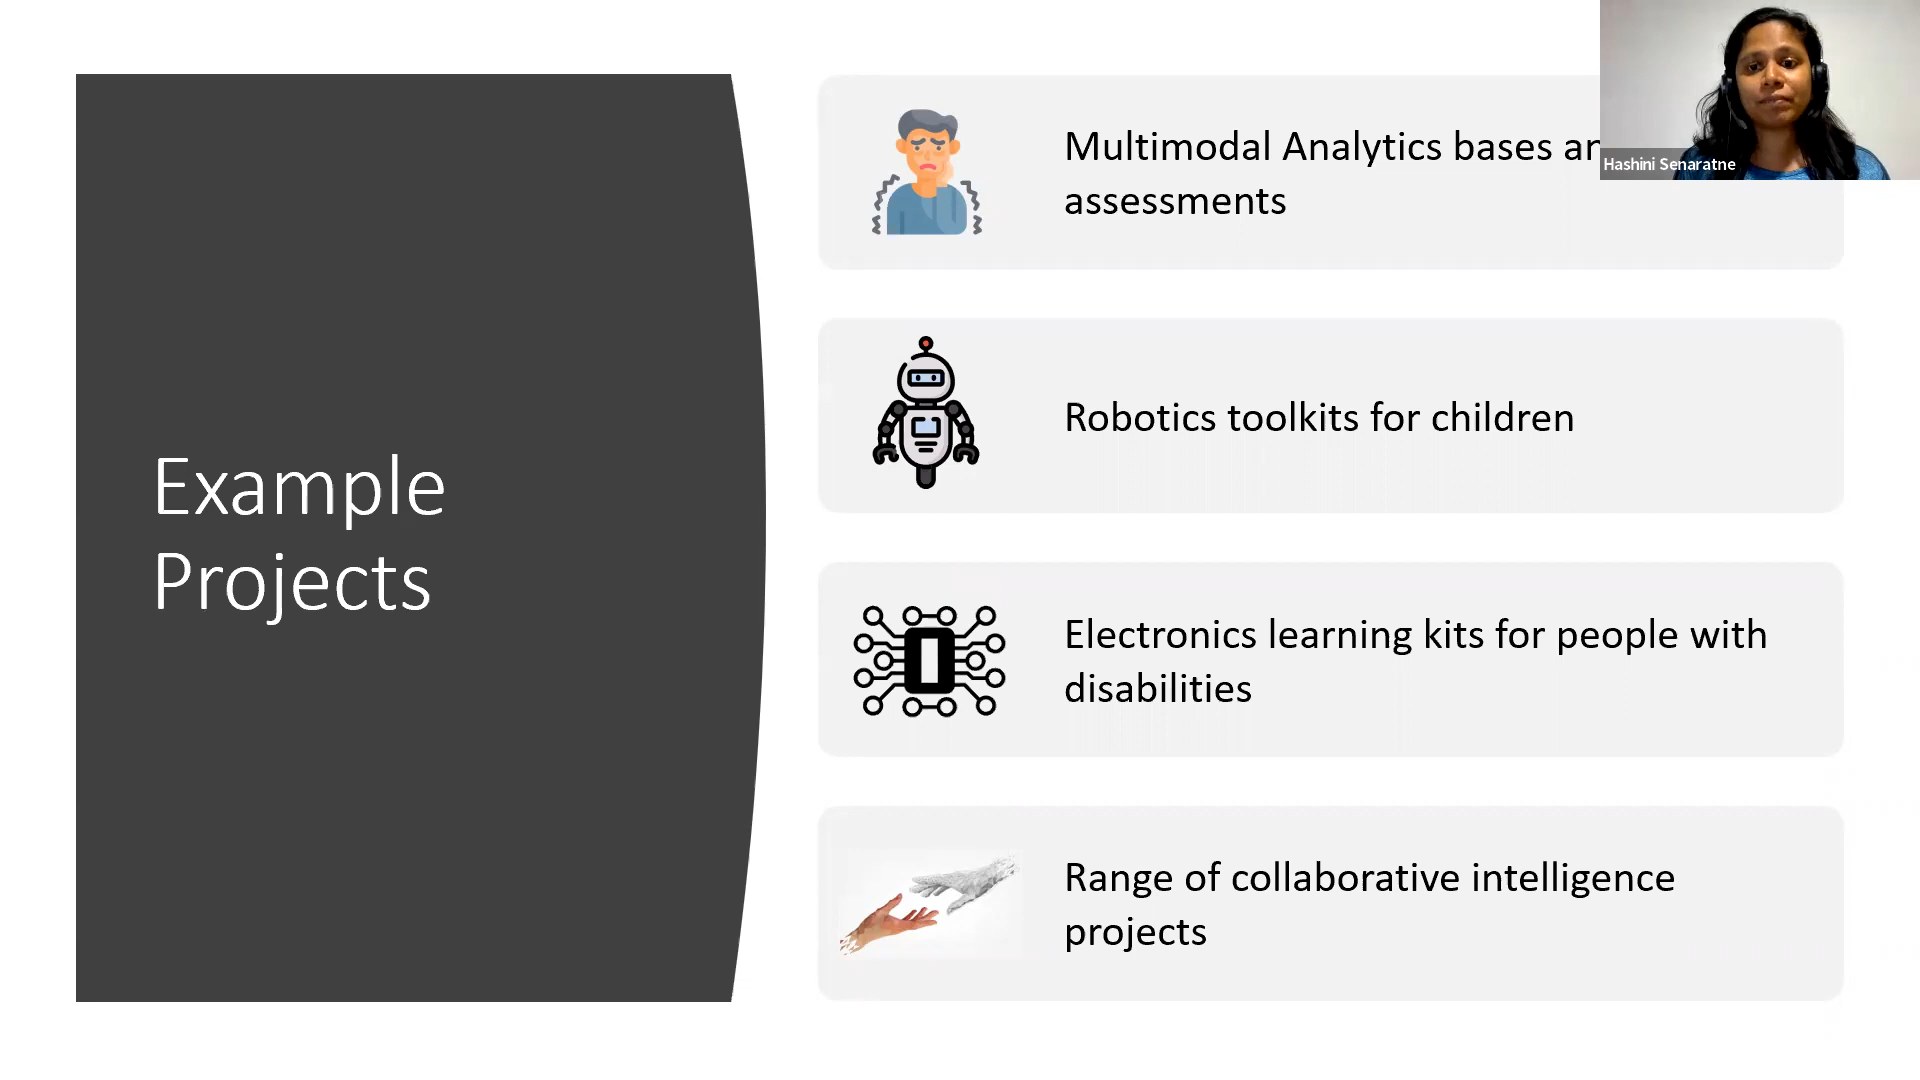 Example
Projects
Multimodal Analytics bases
assessments
Robotics toolkits for children
Electronics learning kits for people with
disabilities
Range of collaborative intelligence
projects
Hashini Senaratne